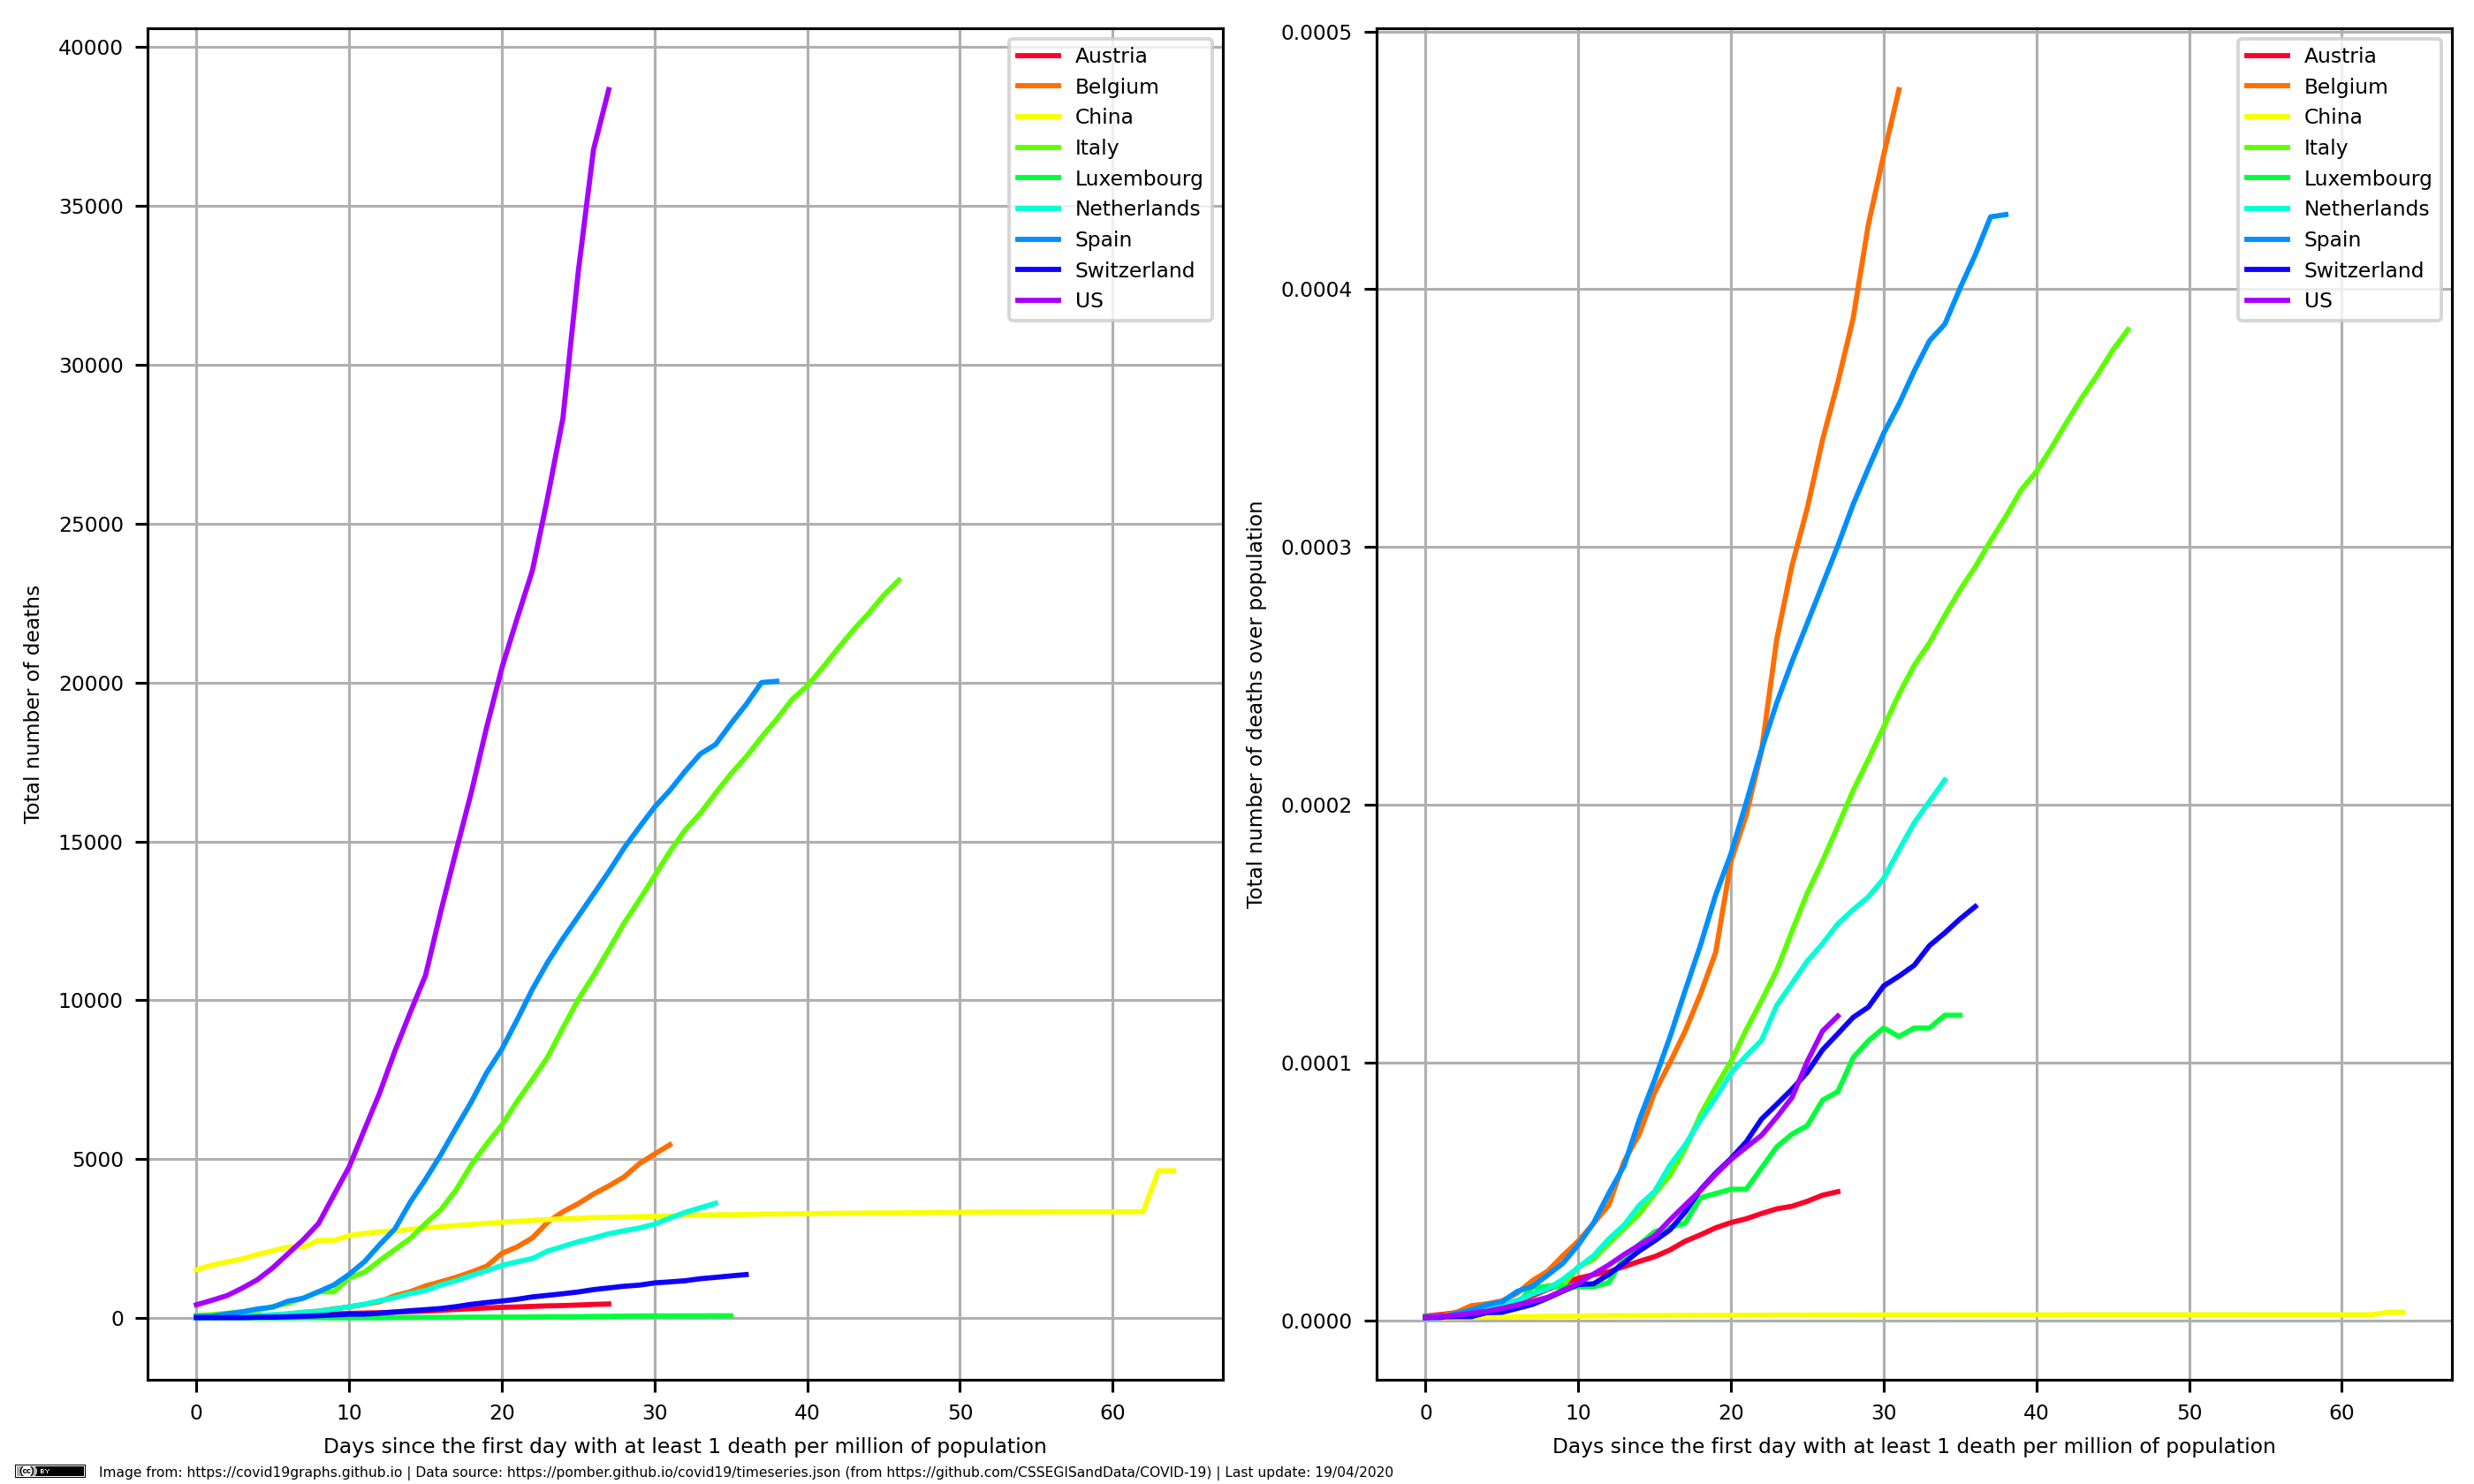 40000
35000
30000
25000
20000
15000
10000
5000
0
Total number of deaths
0 10 20 30 40 50 60
Days since the first day with at least 1 death per million of population
Austria
Belgium
China
Italy
Luxembourg
Netherlands
Spain
Switzerland
US
0.0005
0.0004
0.0003
0.0002
0.0001
0.0000
Total number of deaths over population
0 10 20 30 40 50 60
Days since the first day with at least 1 death per million of population
Austria
Belgium
China
Italy
Luxembourg
Netherlands
Spain
Switzerland
US
(cc) BY
Image from: https://covid19graphs.github.io | Data source: https://pomber.github.io/covid19/timeseries.json (from https://github.com/CSSEGISandData/COVID-19) | Last update: 19/04/2020